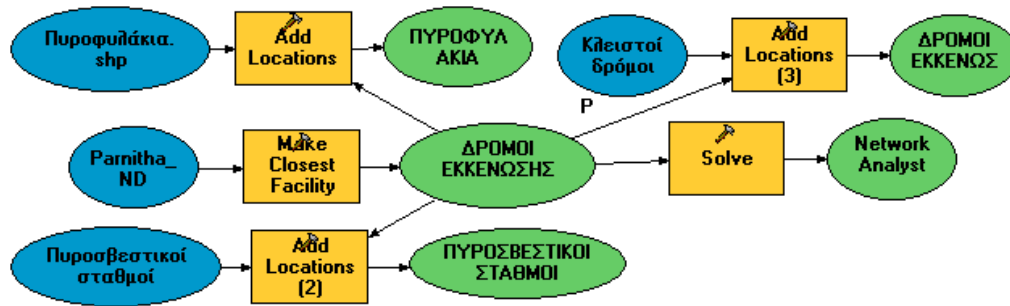 Πυροφυλάκια.
shp
Add
Locations
ΠΥΡΟΦΥΛ
ΑΚΙΑ
Κλειστοί
δρόμοι
Add
Locations
(3)
ΔΡΟΜΟΙ
ΕΚΚΕΝΩΣ
P
Parnitha_
ND
Make
Closest
Facility
ΔΡΟΜΟΙ
ΕΚΚΕΝΩΣΗΣ
Solve
Network
Analyst
Πυροσβεστικοί
σταθμοί
Add
Locations
(2)
ΠΥΡΟΣΒΕΣΤΙΚΟΙ
ΣΤΑΘΜΟΙ